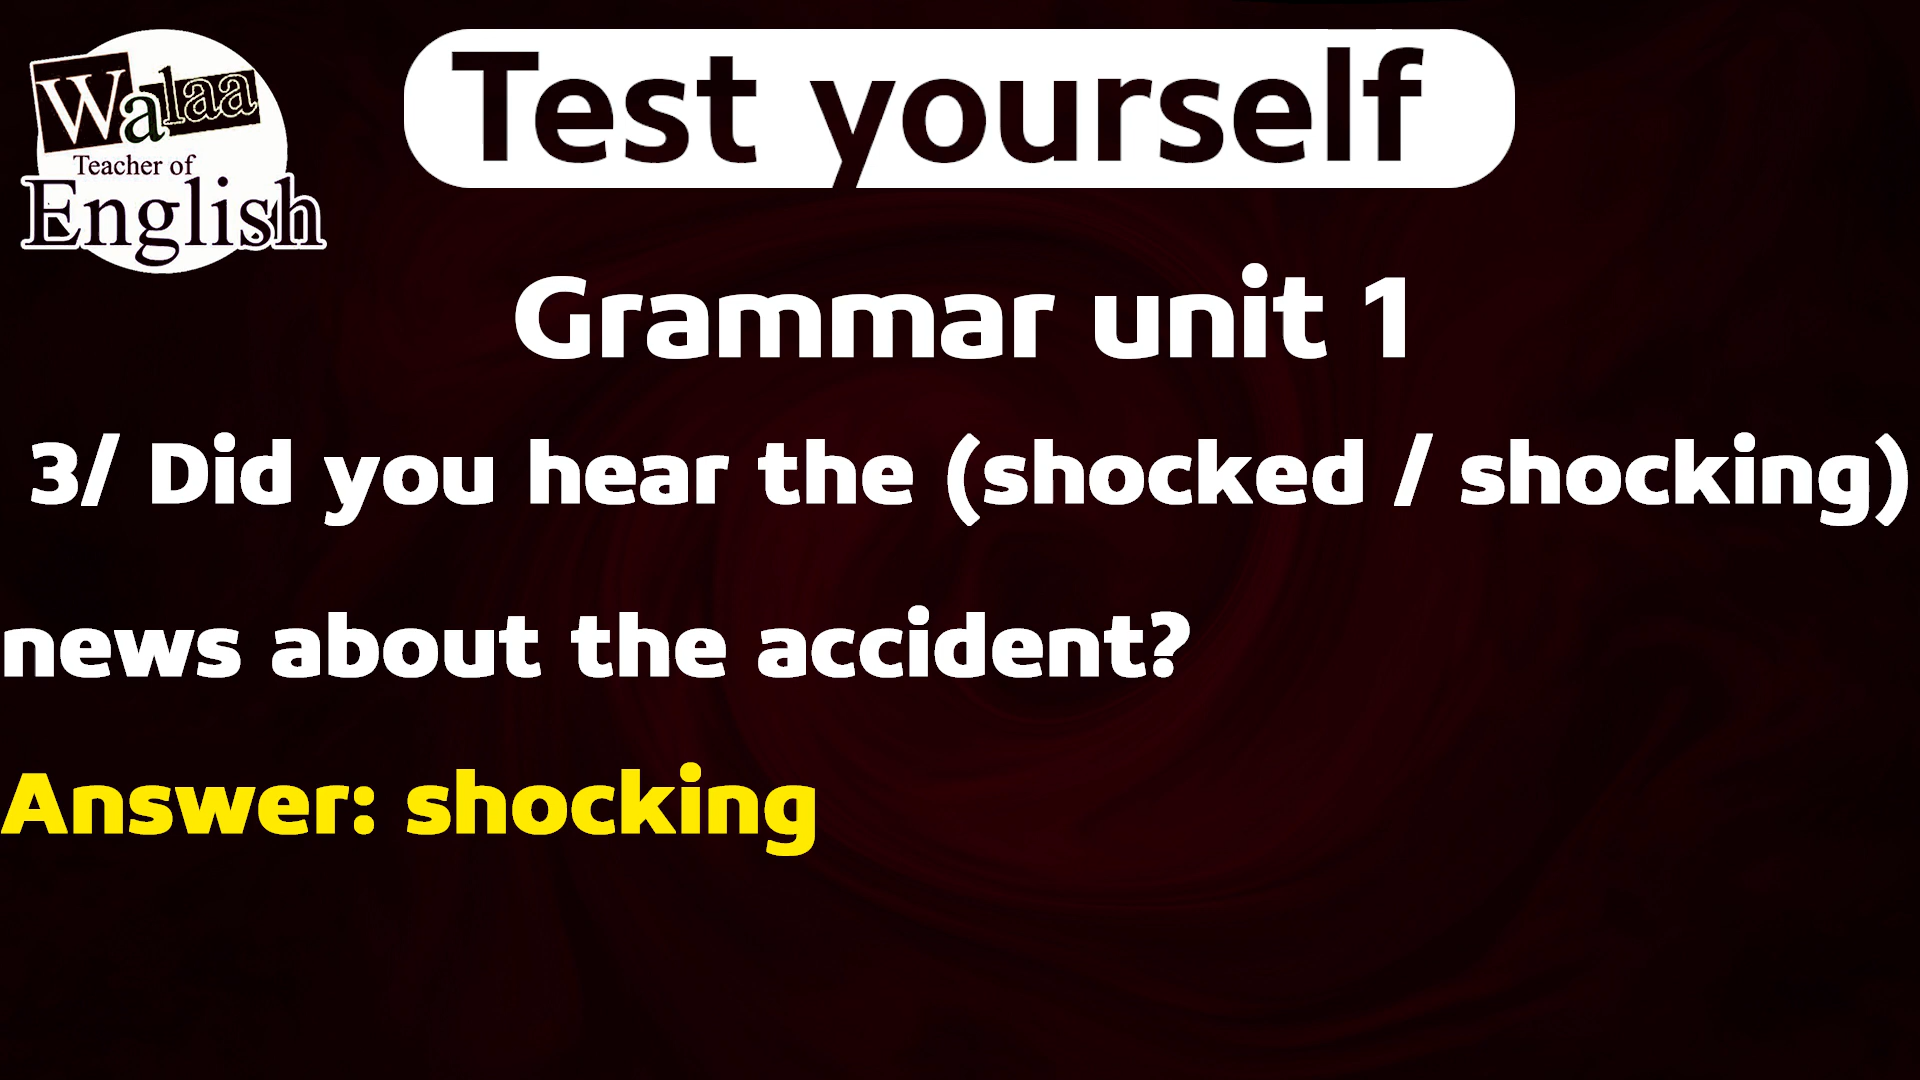 Walaa
Teacher of
English
Test yourself
Grammar unit 1
3/ Did you hear the (shocked / shocking)
news about the accident?
Answer: shocking